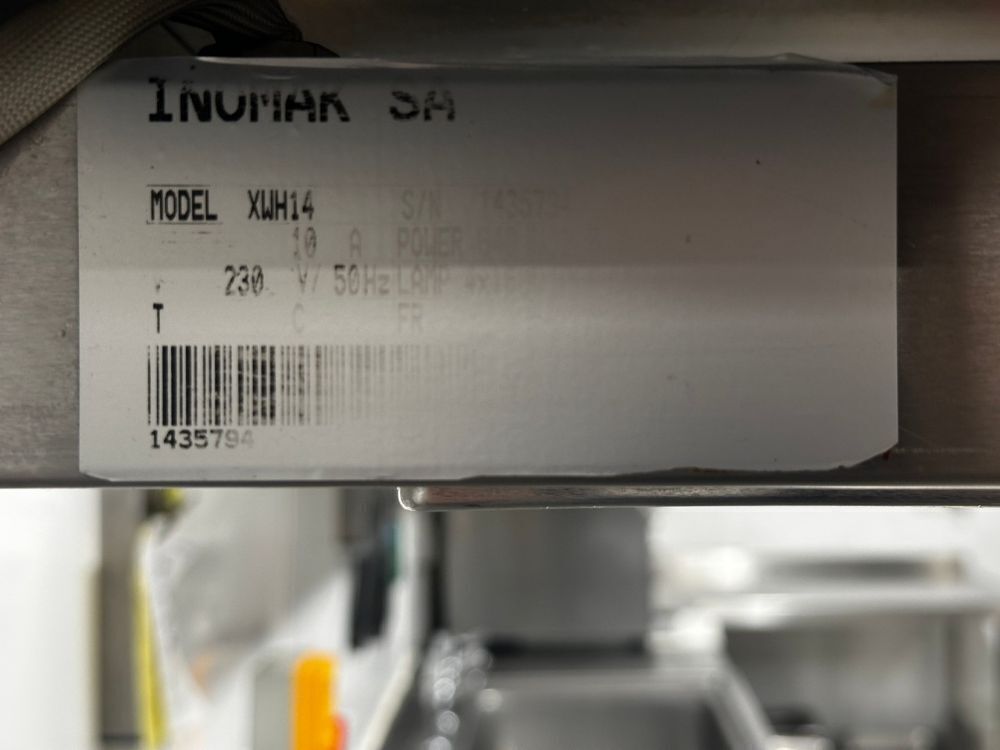 INOMAK SA
MODEL XWH14 S/N 1435794
10 A POWER
230 V/ 50Hz LAMP
T C FR
1435794